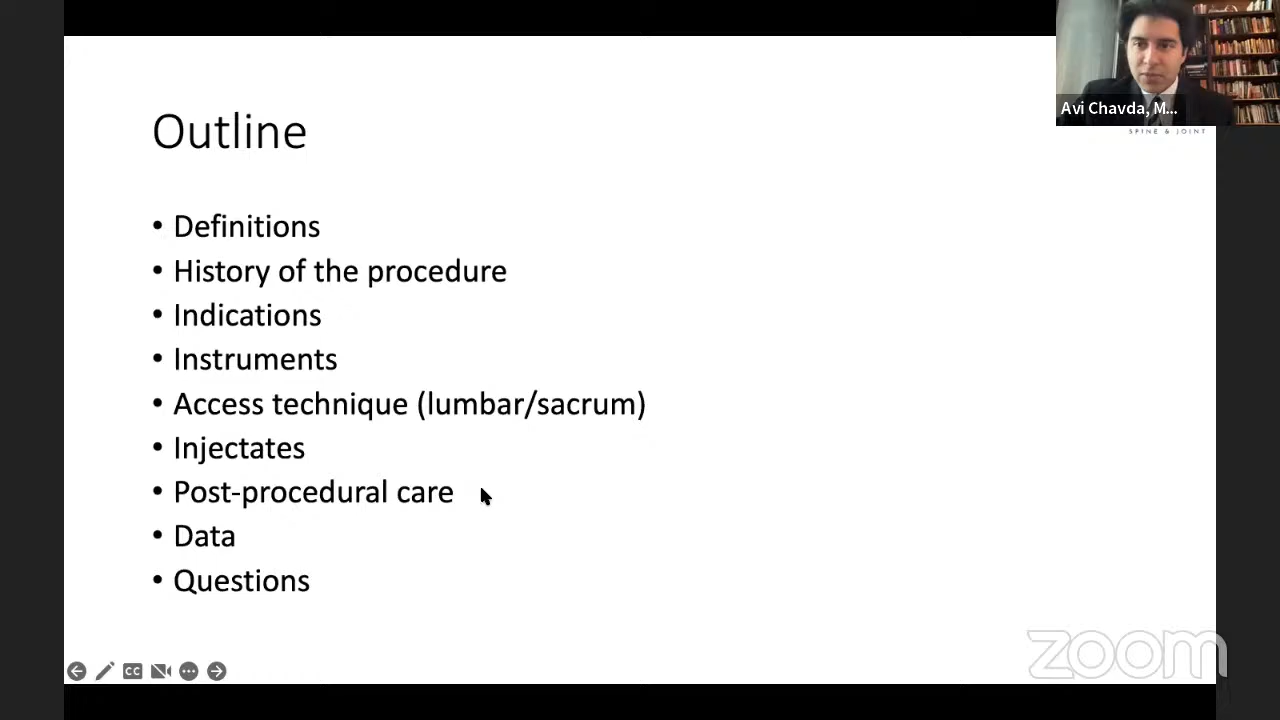 Outline
• Definitions
• History of the procedure
• Indications
• Instruments
• Access technique (lumbar/sacrum)
• Injectates
• Post-procedural care
• Data
• Questions
Avi Chavda, M...
SPINE & JOINT
CC
zoom